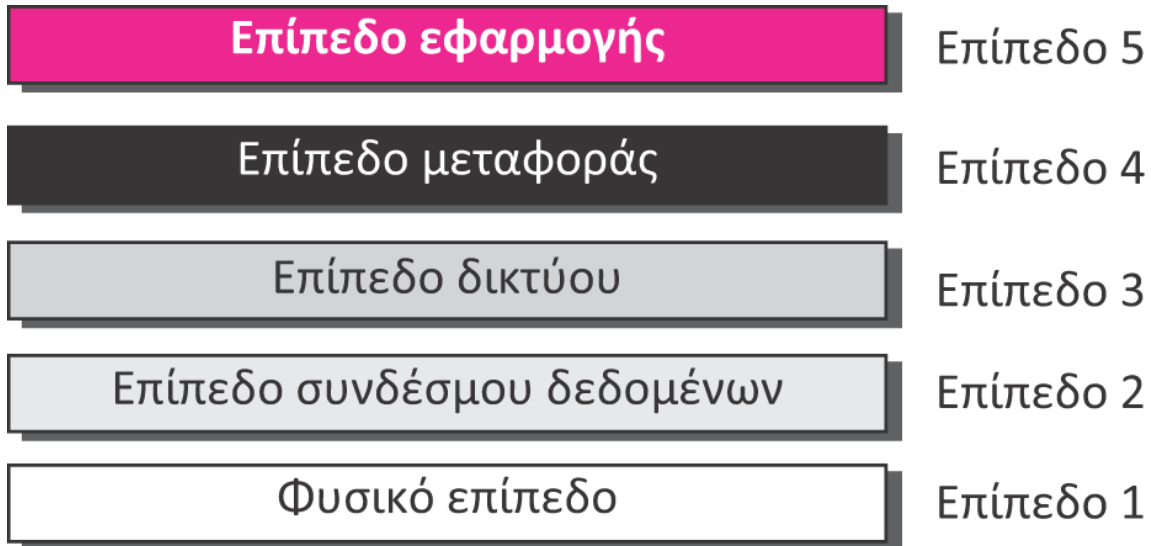 Επίπεδο εφαρμογής Επίπεδο 5
Επίπεδο μεταφοράς Επίπεδο 4
Επίπεδο δικτύου Επίπεδο 3
Επίπεδο συνδέσμου δεδομένων Επίπεδο 2
Φυσικό επίπεδο Επίπεδο 1